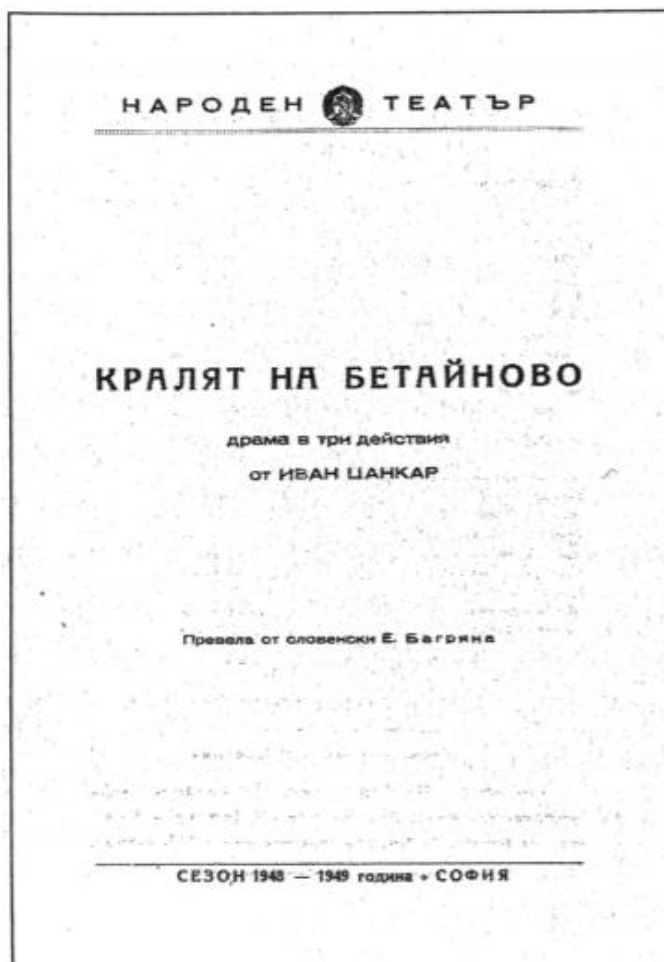 НАРОДЕН ТЕАТЪР
КРАЛЯТ НА БЕТАЙНОВО
драма в три действия
от ИВАН ЦАНКАР
Превела от словенски Е. Багряна
СЕЗОН 1948 — 1949 година • СОФИЯ